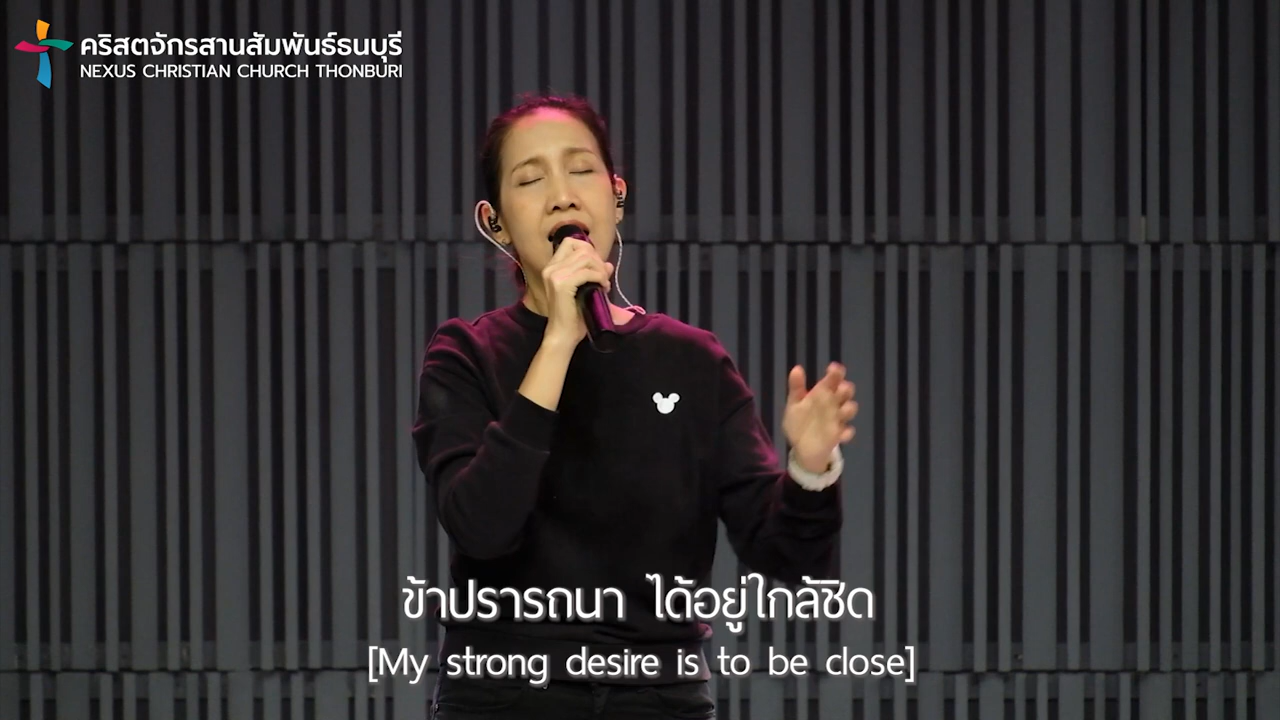 คริสตจักรสานสัมพันธ์ธนบุรี
NEXUS CHRISTIAN CHURCH THONBURI
ข้าปรารถนา ได้อยู่ใกล้ชิด
[My strong desire is to be close]